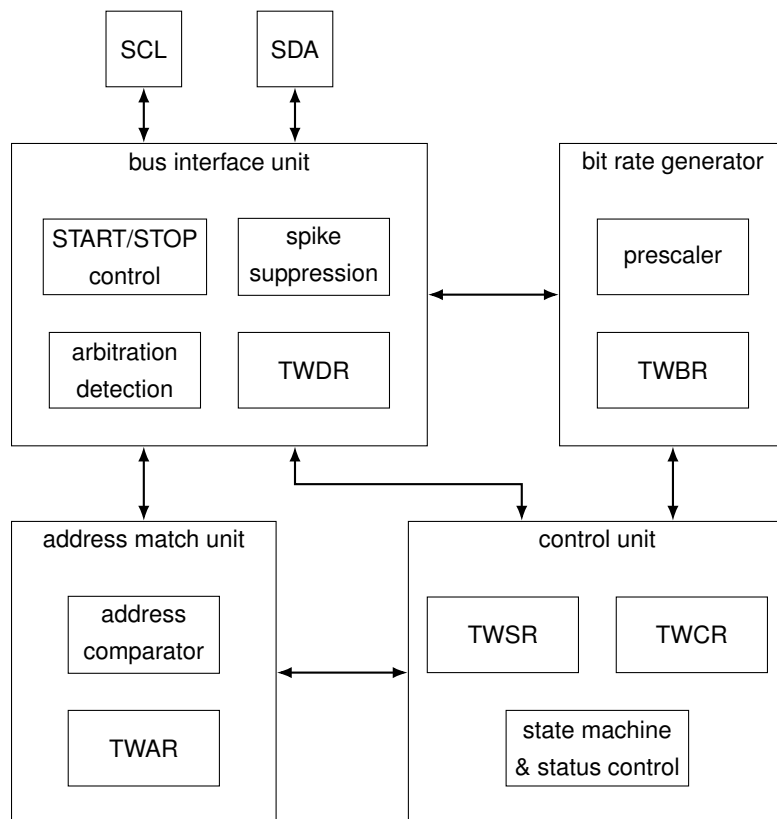 SCL
SDA
bus interface unit
START/STOP
control
spike
suppression
arbitration
detection
TWDR
bit rate generator
prescaler
TWBR
address match unit
address
comparator
TWAR
control unit
TWSR
TWCR
state machine
& status control